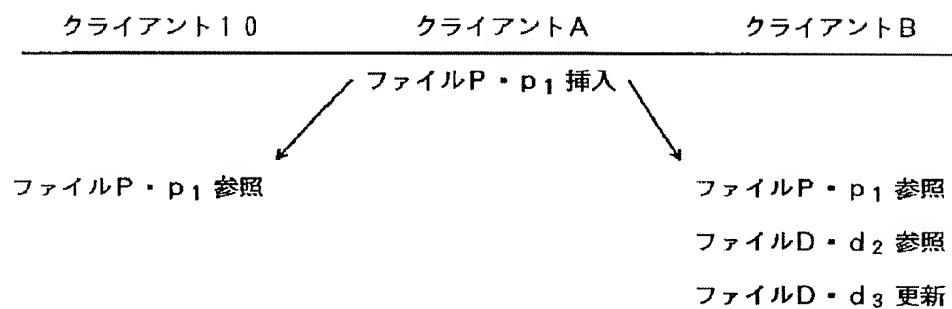 クライアント10 クライアントA クライアントB
ファイルP・p1 挿入
ファイルP・p1 参照 ファイルP・p1 参照
ファイルD・d2 参照
ファイルD・d3 更新